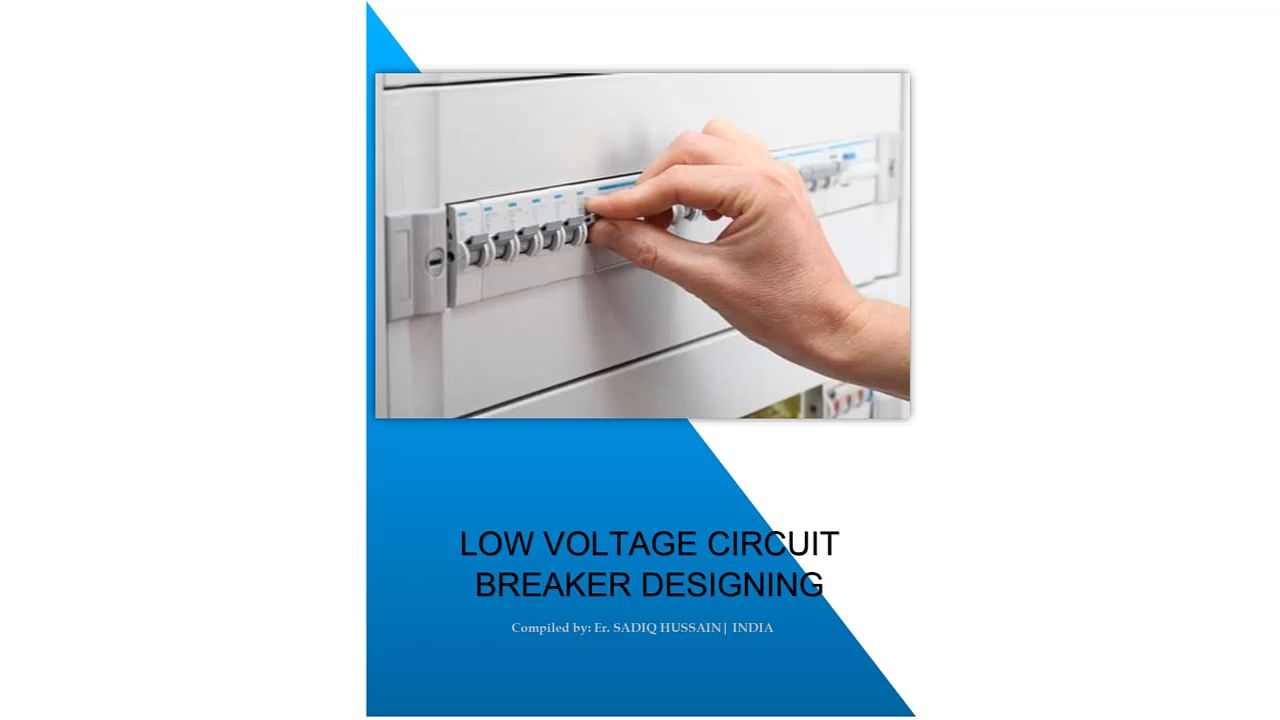 LOW VOLTAGE CIRCUIT
BREAKER DESIGNING
Compiled by: Er. SADIQ HUSSAIN| INDIA